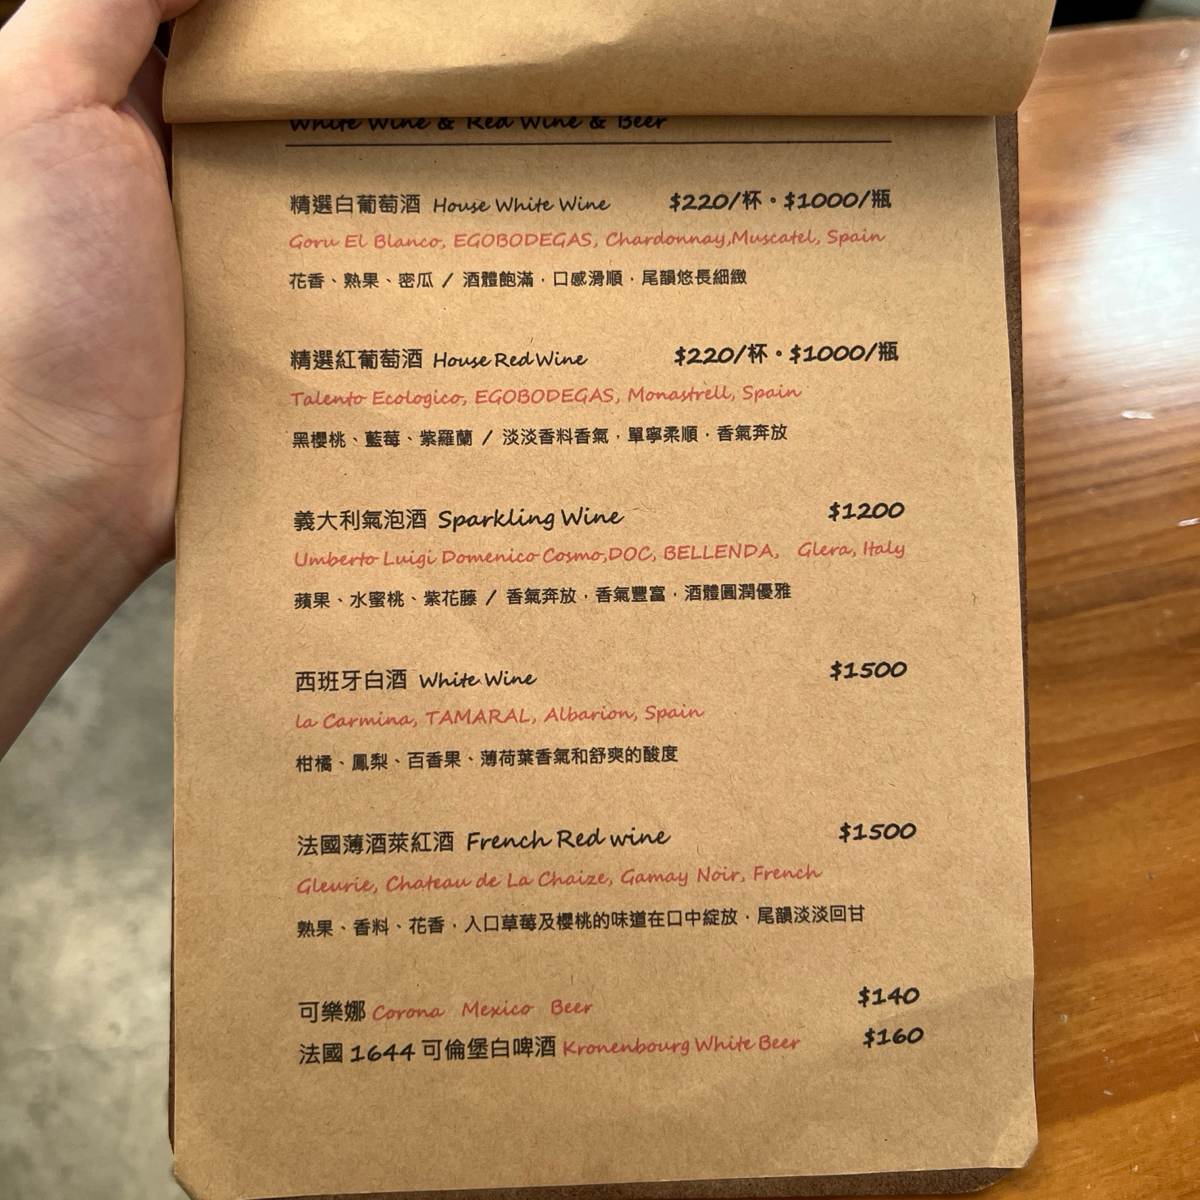 White Wine & Red Wine & Beer
精選白葡萄酒 House White Wine $220/杯・$1000/瓶
Goru El Blanco, EGOBODEGAS, Chardonnay,Muscatel, Spain
花香、熟果、密瓜 / 酒體飽滿，口感滑順，尾韻悠長細緻
精選紅葡萄酒 House Red Wine $220/杯・$1000/瓶
Talento Ecologico, EGOBODEGAS, Monastrell, Spain
黑櫻桃、藍莓、紫羅蘭 / 淡淡香料香氣，單寧柔順，香氣奔放
義大利氣泡酒 Sparkling Wine $1200
Umberto Luigi Domenico Cosmo,DOC, BELLENDA, Glera, Italy
蘋果、水蜜桃、紫花藤 / 香氣奔放，香氣豐富，酒體圓潤優雅
西班牙白酒 White Wine $1500
La Carmina, TAMARAL, Albarion, Spain
柑橘、鳳梨、百香果、薄荷葉香氣和舒爽的酸度
法國薄酒萊紅酒 French Red wine $1500
Gleurie, Chateau de La Chaize, Gamay Noir, French
熟果、香料、花香，入口草莓及櫻桃的味道在口中綻放，尾韻淡淡回甘
可樂娜 Corona Mexico Beer $140
法國 1644 可倫堡白啤酒 Kronenbourg White Beer $160